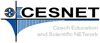 CESNET
Czech Education
and Scientific NETwork